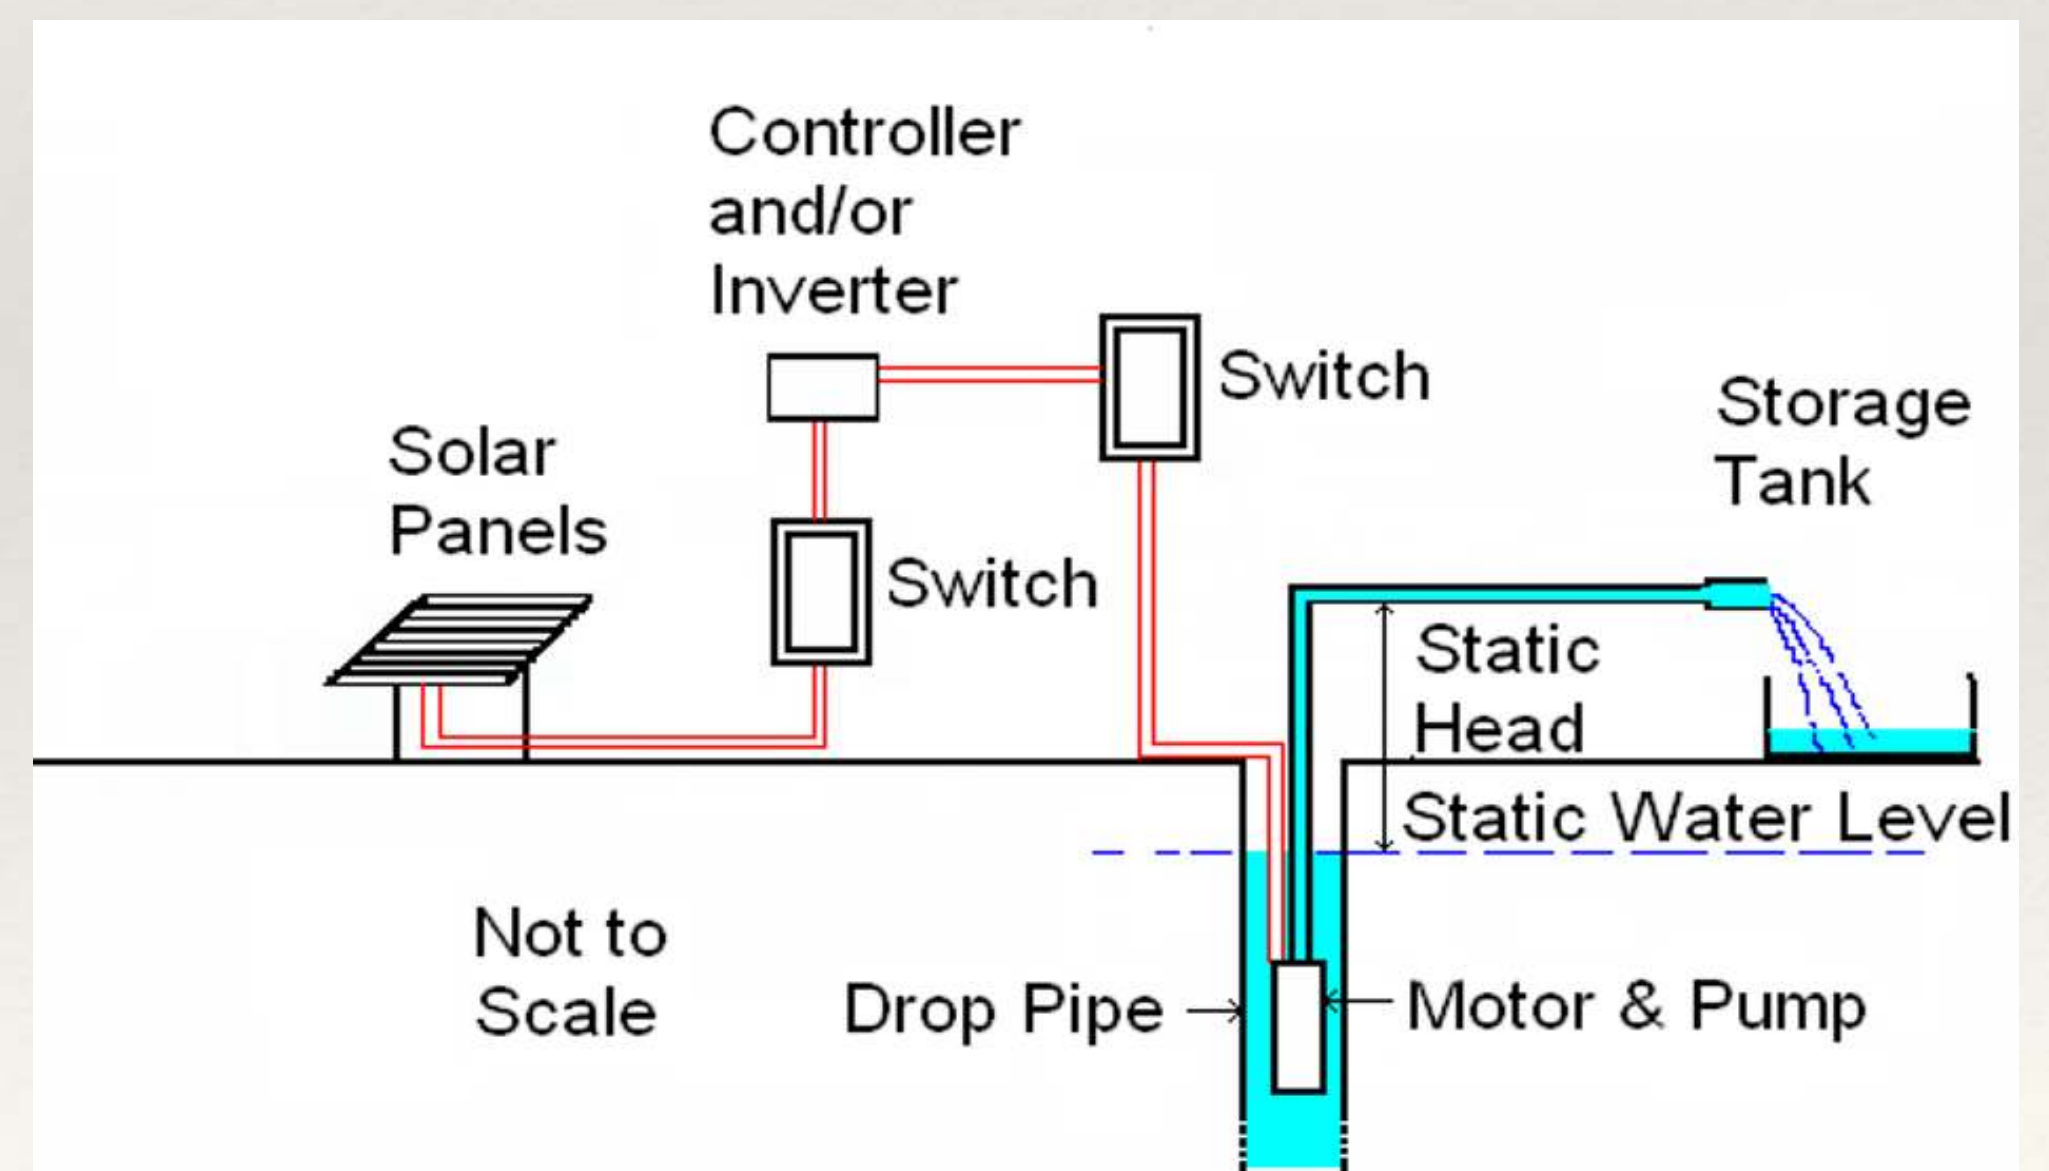 Controller
and/or
Inverter
Switch
Storage
Tank
Solar
Panels
Switch
Static
Head
Static Water Level
Not to
Scale
Drop Pipe
Motor & Pump